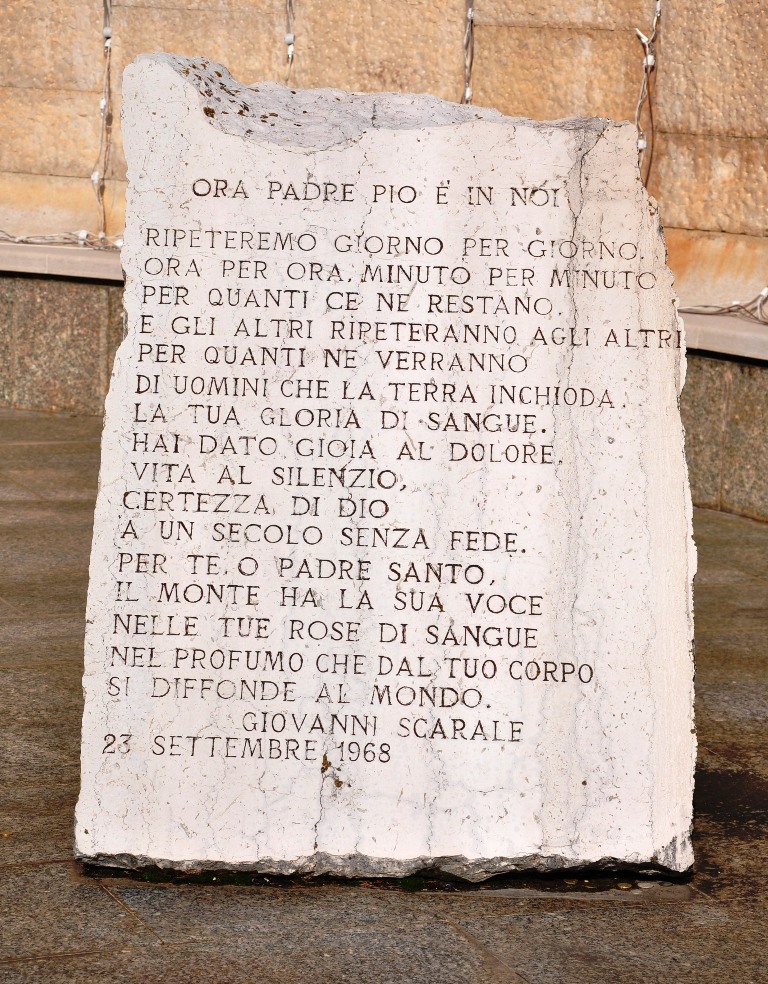 ORA PADRE PIO E' IN NOI
RIPETEREMO GIORNO PER GIORNO,
ORA PER ORA, MINUTO PER MINUTO
PER QUANTI CE NE RESTANO,
E GLI ALTRI RIPETERANNO AGLI ALTRI
PER QUANTI NE VERRANNO
DI UOMINI CHE LA TERRA INCHIODA,
LA TUA GLORIA DI SANGUE.
HAI DATO GIOIA AL DOLORE,
VITA AL SILENZIO,
CERTEZZA DI DIO
A UN SECOLO SENZA FEDE.
PER TE, O PADRE SANTO,
IL MONTE HA LA SUA VOCE
NELLE TUE ROSE DI SANGUE
NEL PROFUMO CHE DAL TUO CORPO
SI DIFFONDE AL MONDO.
GIOVANNI SCARALE
23 SETTEMBRE 1968